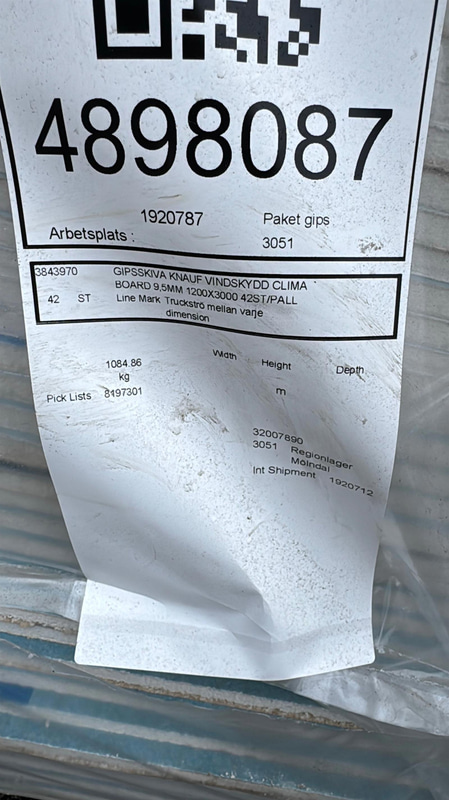 4898087
1920787 Paket gips
Arbetsplats : 3051
3843970 GIPSSKIVA KNAUF VINDSKYDD CLIMA
BOARD 9,5MM 1200X3000 42ST/PALL
42 ST Line Mark Truckströ mellan varje
dimension
1084.86 Width Height Depth
kg m
Pick Lists 8197301
32007890
3051 Regionlager
Mölndal
Int Shipment 1920712